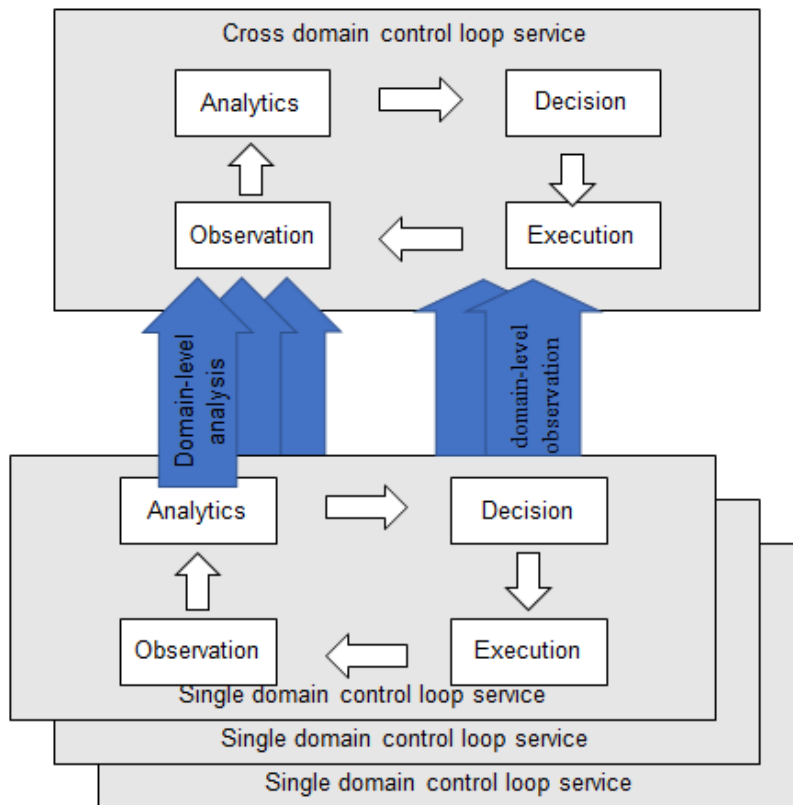 Cross domain control loop service
Analytics
Decision
Observation
Execution
Domain-level
analysis
domain-level
observation
Analytics
Decision
Observation
Execution
Single domain control loop service
Single domain control loop service
Single domain control loop service